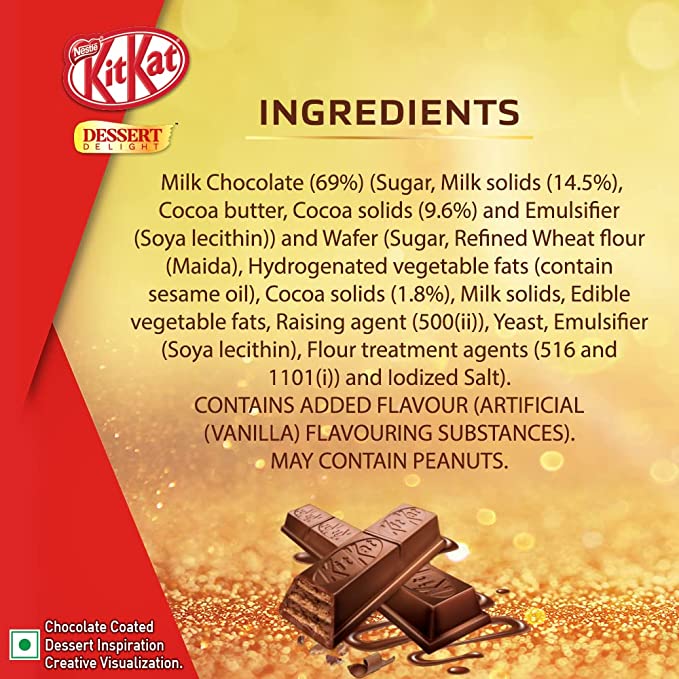 Nestlé
KitKat
DESSERT
DELIGHT
INGREDIENTS
Milk Chocolate (69%) (Sugar, Milk solids (14.5%),
Cocoa butter, Cocoa solids (9.6%) and Emulsifier
(Soya lecithin)) and Wafer (Sugar, Refined Wheat flour
(Maida), Hydrogenated vegetable fats (contain
sesame oil), Cocoa solids (1.8%), Milk solids, Edible
vegetable fats, Raising agent (500(ii)), Yeast, Emulsifier
(Soya lecithin), Flour treatment agents (516 and
1101(i)) and Iodized Salt).
CONTAINS ADDED FLAVOUR (ARTIFICIAL
(VANILLA) FLAVOURING SUBSTANCES).
MAY CONTAIN PEANUTS.
KitKat
KitKat
Chocolate Coated
Dessert Inspiration
Creative Visualization.